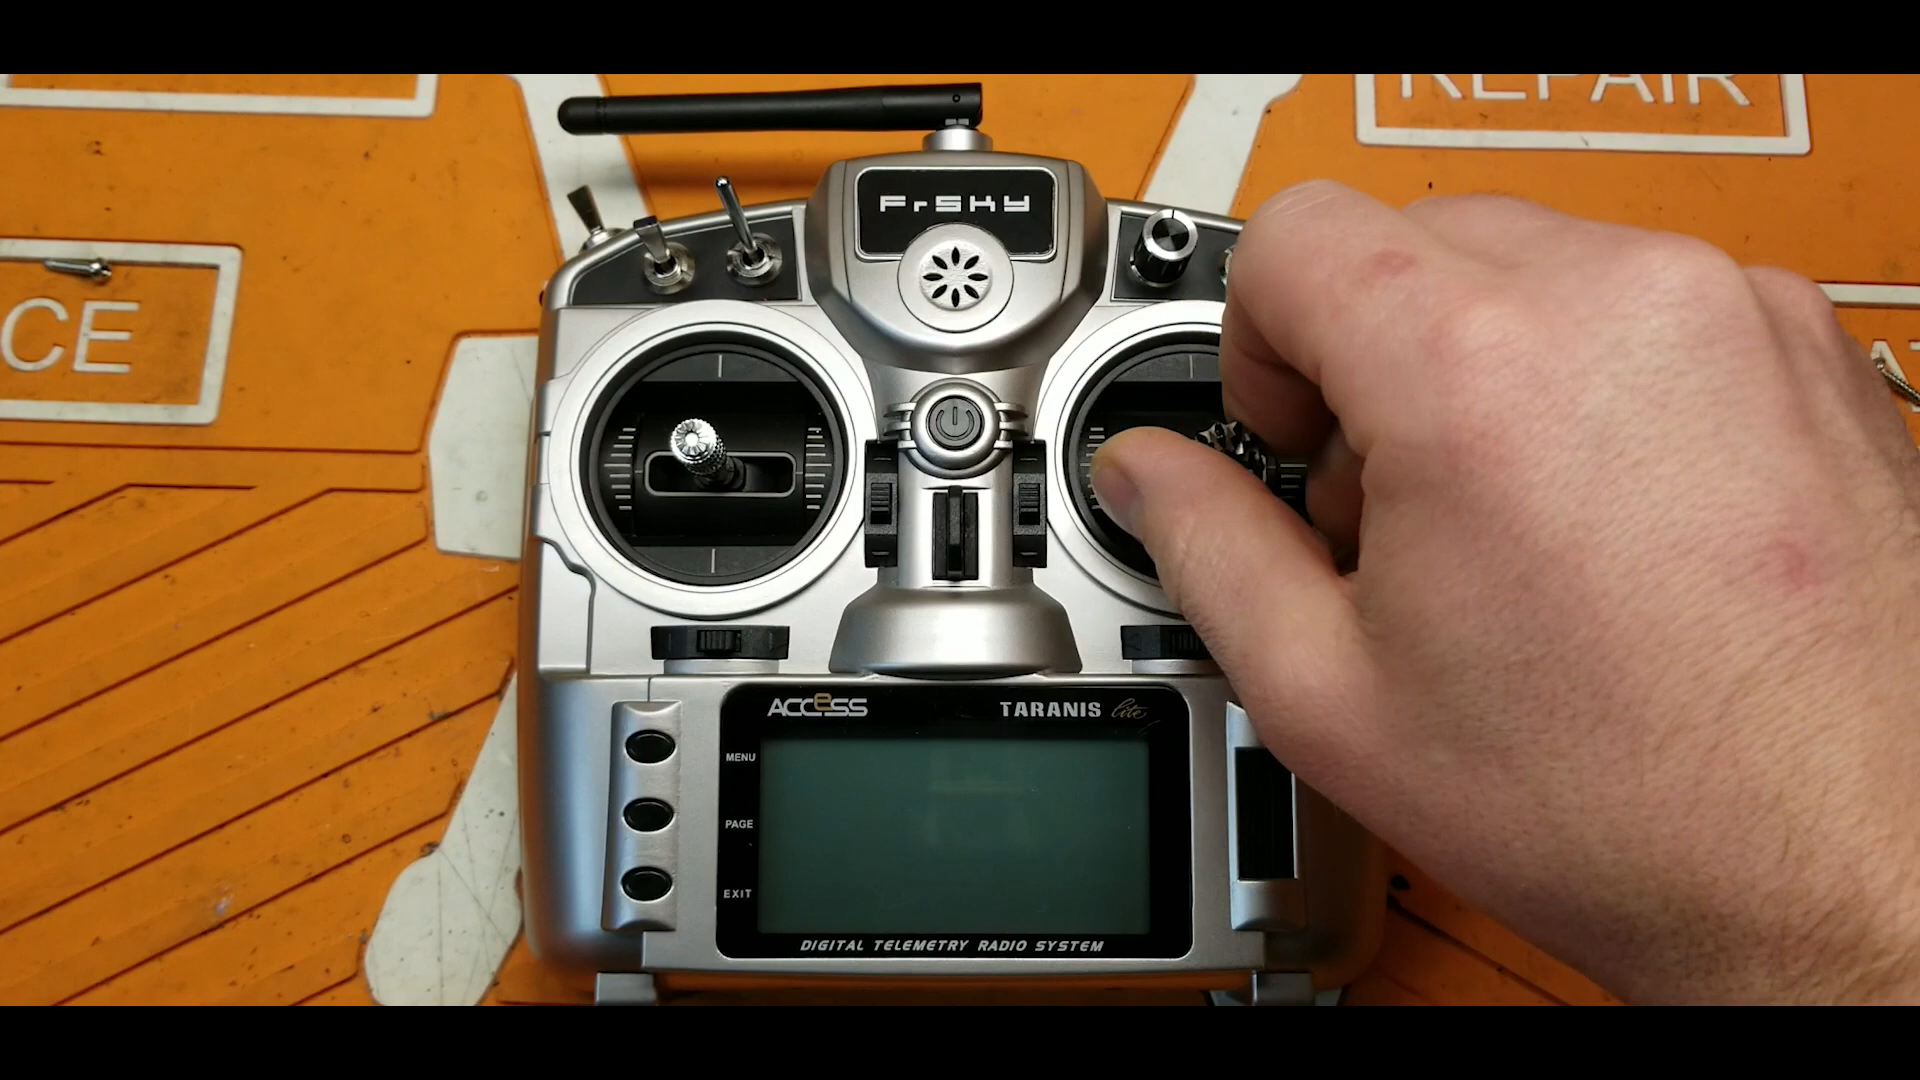 REPAIR
FrSKY
CE
ACCeSS
TARANIS lite
MENU
PAGE
EXIT
DIGITAL TELEMETRY RADIO SYSTEM